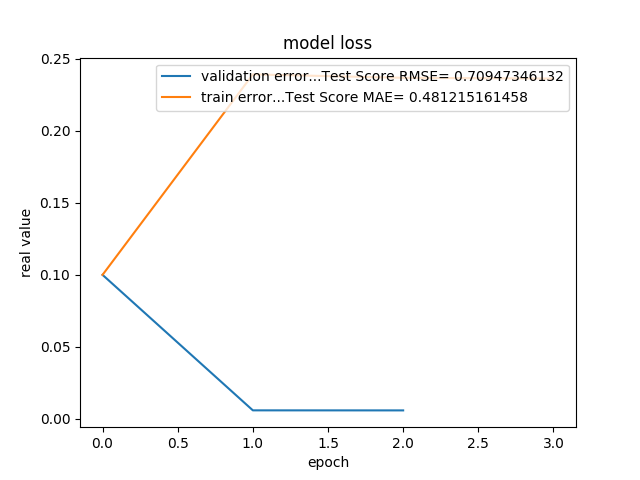 model loss
validation error...Test Score RMSE= 0.70947346132
train error...Test Score MAE= 0.481215161458
real value
0.25
0.20
0.15
0.10
0.05
0.00
0.0 0.5 1.0 1.5 2.0 2.5 3.0
epoch